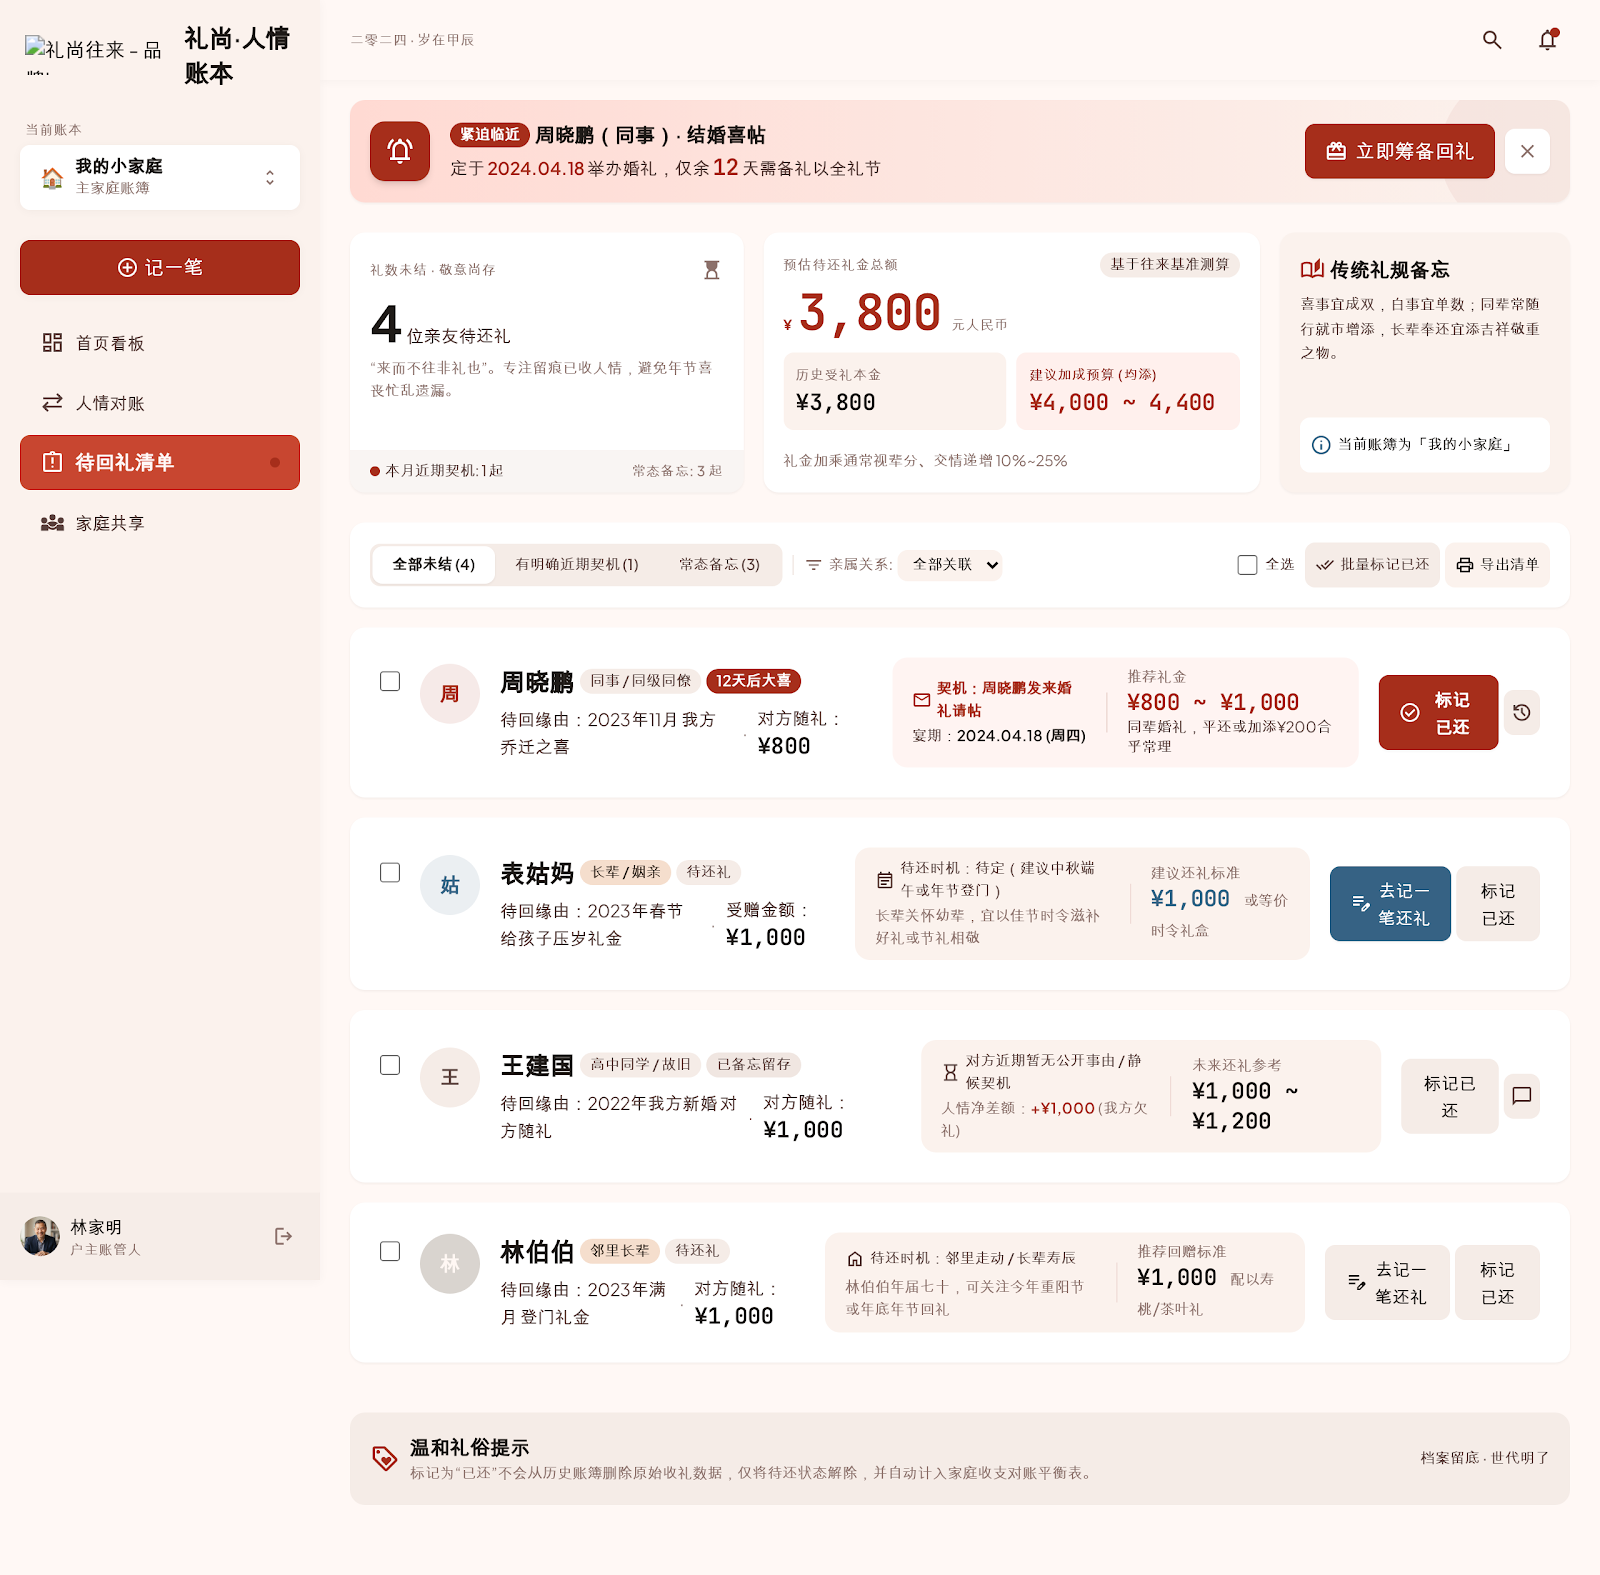 礼尚往来 - 品
礼尚·人情
账本
当前账本
我的小家庭
主家庭账簿
记一笔
首页看板
人情对账
待回礼清单
家庭共享
林家明
户主账管人
二零二四·岁在甲辰
紧迫临近 周晓鹏（同事）· 结婚喜帖
定于 2024.04.18 举办婚礼，仅余 12 天需备礼以全礼节
立即筹备回礼
礼数未结 · 敬意尚存
4 位亲友待还礼
“来而不往非礼也”。专注留痕已收人情，避免年节喜
丧忙乱遗漏。
本月近期契机: 1 起
常态备忘: 3 起
预估待还礼金总额
基于往来基准测算
¥ 3,800 元人民币
历史受礼本金
¥3,800
建议加成预算 (均添)
¥4,000 ~ 4,400
礼金加乘通常视辈分、交情递增 10%~25%
传统礼规备忘
喜事宜成双，白事宜单数；同辈常随
行就市增添，长辈奉还宜添吉祥敬重
之物。
当前账簿为「我的小家庭」
全部未结 (4)
有明确近期契机 (1)
常态备忘 (3)
亲属关系:
全部关联
全选
批量标记已还
导出清单
周
周晓鹏
同事 / 同级同僚
12天后大喜
待回缘由：2023年11月 我方
乔迁之喜
·
对方随礼：
¥800
契机：周晓鹏发来婚
礼请帖
宴期：2024.04.18 (周四)
推荐礼金
¥800 ~ ¥1,000
同辈婚礼，平还或加添¥200合
乎常理
标记
已还
姑
表姑妈
长辈 / 姻亲
待还礼
待回缘由：2023年春节
给孩子压岁礼金
·
受赠金额：
¥1,000
待还时机：待定（建议中秋端
午或年节登门）
长辈关怀幼辈，宜以佳节时令滋补
好礼或节礼相敬
建议还礼标准
¥1,000 或等价
时令礼盒
去记一
笔还礼
标记
已还
王
王建国
高中同学 / 故旧
已备忘留存
待回缘由：2022年我方新婚 对
方随礼
·
对方随礼：
¥1,000
对方近期暂无公开事由 / 静
候契机
人情净差额：+¥1,000 (我方欠
礼)
未来还礼参考
¥1,000 ~
¥1,200
标记已
还
林
林伯伯
邻里长辈
待还礼
待回缘由：2023年满
月 登门礼金
·
对方随礼：
¥1,000
待还时机：邻里走动 / 长辈寿辰
林伯伯年届七十，可关注今年重阳节
或年底年节回礼
推荐回赠标准
¥1,000 配以寿
桃/茶叶礼
去记一
笔还礼
标记
已还
温和礼俗提示
标记为“已还”不会从历史账簿删除原始收礼数据，仅将待还状态解除，并自动计入家庭收支对账平衡表。
档案留底 · 世代明了